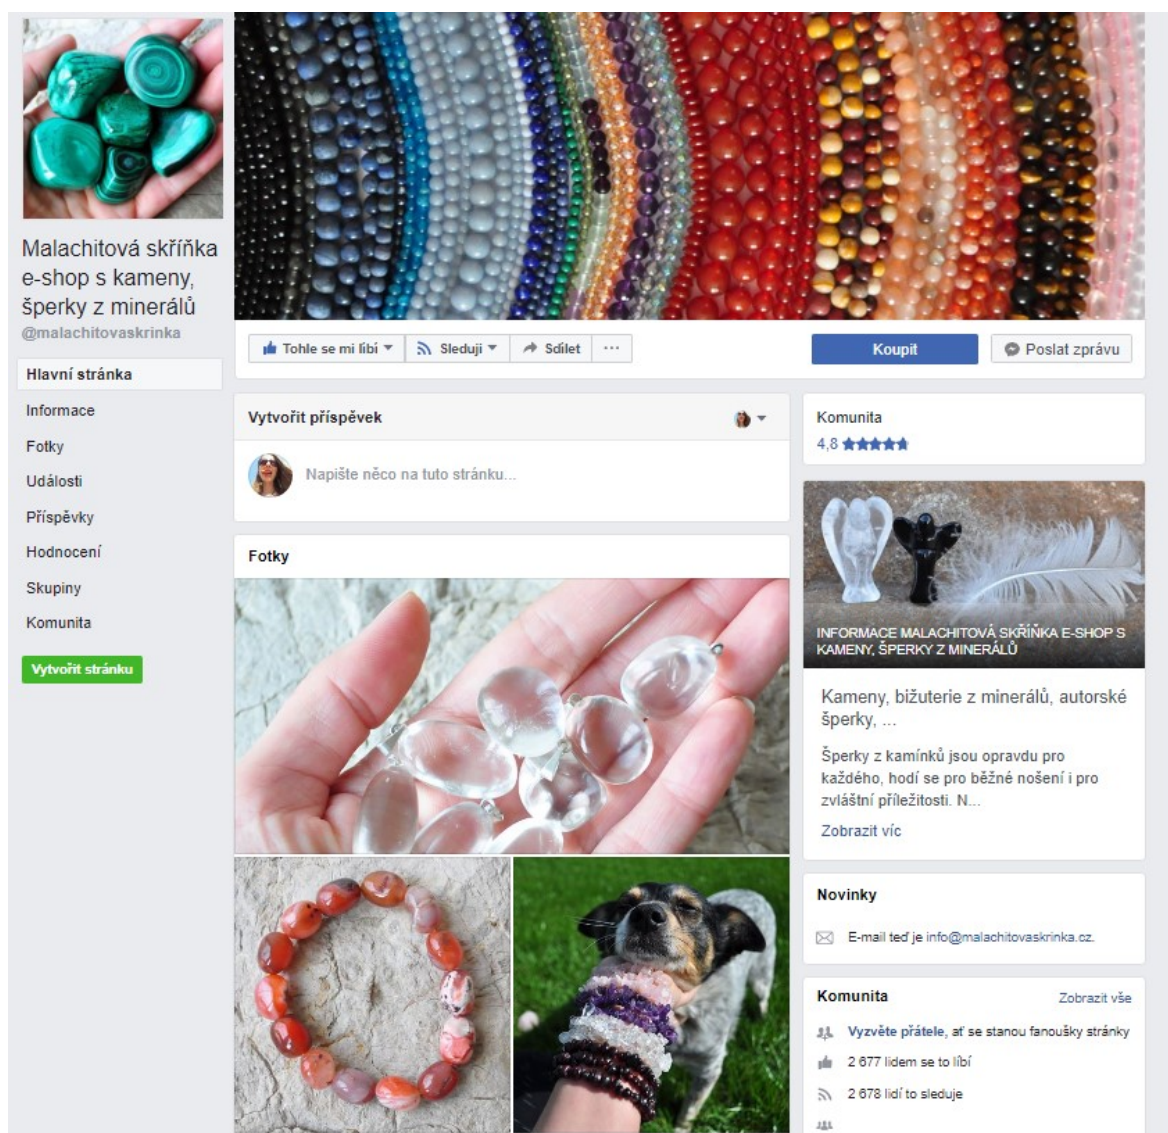 Malachitová skříňka
e-shop s kameny,
šperky z minerálů
@malachitovaskrinka
Hlavní stránka
Informace
Fotky
Události
Příspěvky
Hodnocení
Skupiny
Komunita
Vytvořit stránku
Tohle se mi líbí
Sleduji
Sdílet
Koupit
Poslat zprávu
Vytvořit příspěvek
Napište něco na tuto stránku...
Fotky
Komunita
4,8
INFORMACE MALACHITOVÁ SKŘÍŇKA E-SHOP S
KAMENY, ŠPERKY Z MINERÁLŮ
Kameny, bižuterie z minerálů, autorské
šperky, ...
Šperky z kamínků jsou opravdu pro
každého, hodí se pro běžné nošení i pro
zvláštní příležitosti. N...
Zobrazit víc
Novinky
E-mail teď je info@malachitovaskrinka.cz.
Komunita
Zobrazit vše
Vyzvěte přátele, ať se stanou fanoušky stránky
2 677 lidem se to líbí
2 678 lidí to sleduje